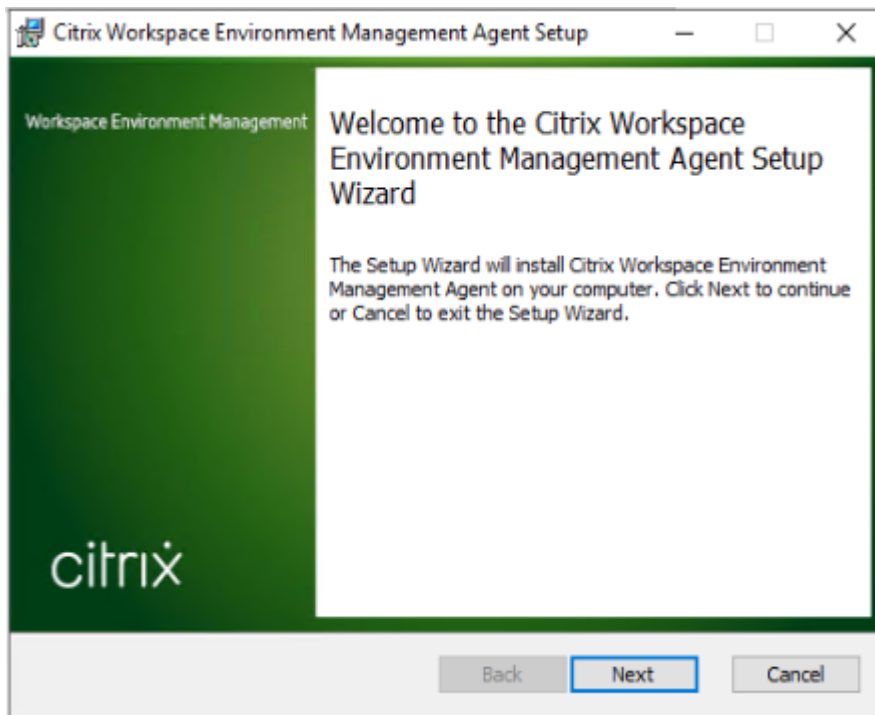 Citrix Workspace Environment Management Agent Setup
Workspace Environment Management
Welcome to the Citrix Workspace
Environment Management Agent Setup
Wizard
The Setup Wizard will install Citrix Workspace Environment
Management Agent on your computer. Click Next to continue
or Cancel to exit the Setup Wizard.
citrix
Back
Next
Cancel